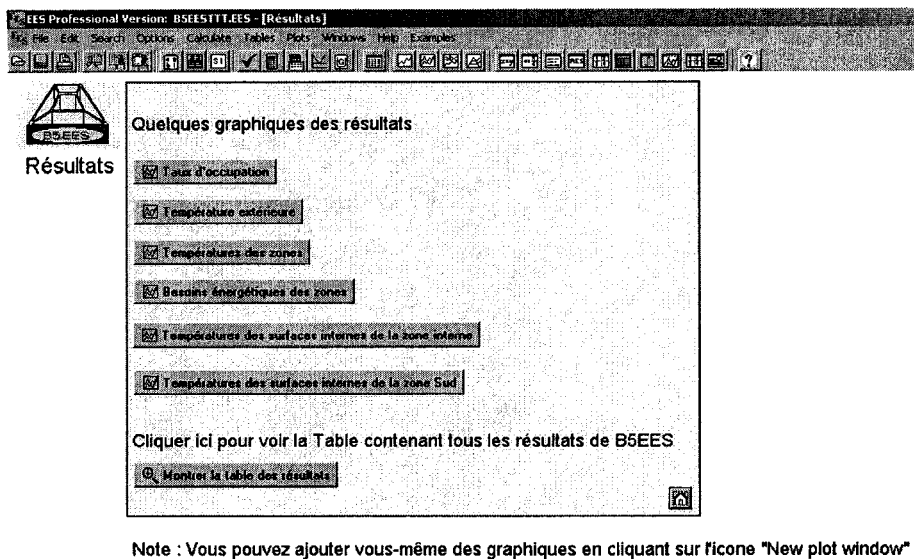 EES Professional Version: B5EESTTT.EES - [Résultats]
File Edit Search Options Calculate Tables Plots Windows Help Examples
B5EES
Résultats
Quelques graphiques des résultats
Taux d'occupation
Température extérieure
Températures des zones
Besoins énergétiques des zones
Températures des surfaces internes de la zone interne
Températures des surfaces internes de la zone Sud
Cliquer ici pour voir la Table contenant tous les résultats de B5EES
Montrer la table des résultats
Note : Vous pouvez ajouter vous-même des graphiques en cliquant sur l'icone "New plot window"